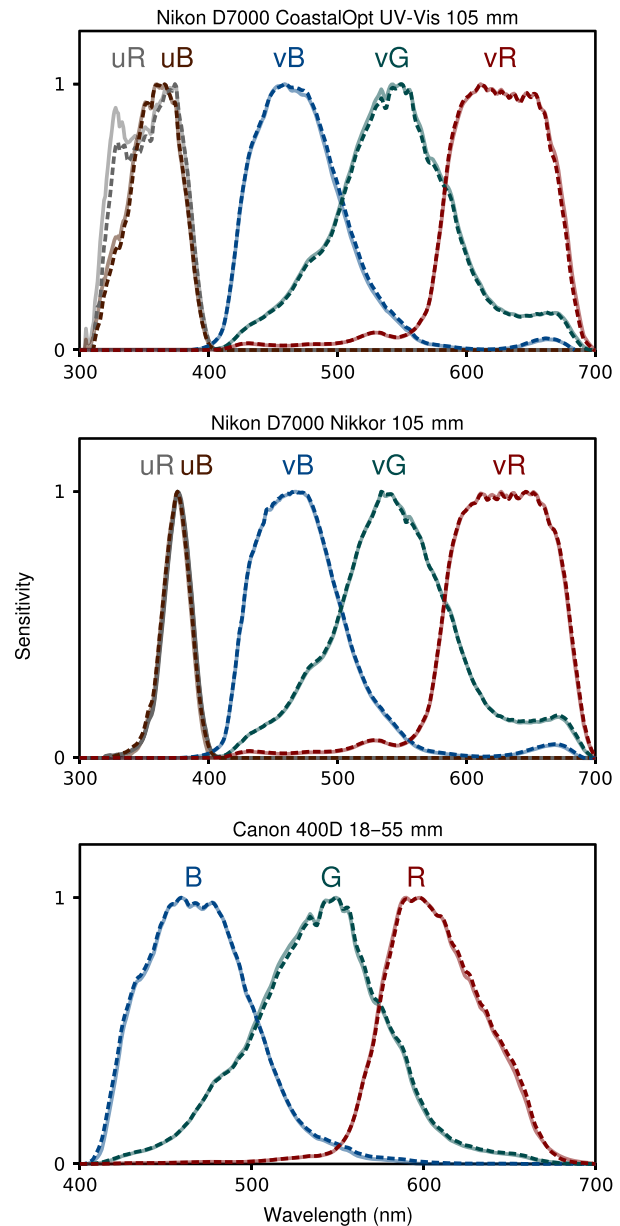 Nikon D7000 CoastalOpt UV-Vis 105 mm
uR uB vB vG vR
1
0
300 400 500 600 700
Nikon D7000 Nikkor 105 mm
uR uB vB vG vR
1
Sensitivity
0
300 400 500 600 700
Canon 400D 18–55 mm
B G R
1
0
400 500 600 700
Wavelength (nm)